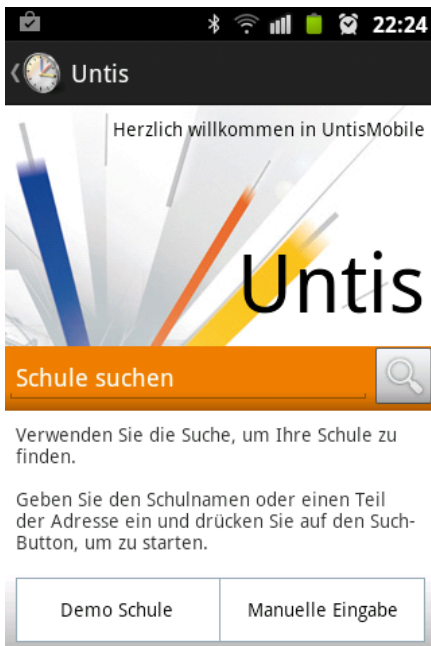 22:24
Untis
Herzlich willkommen in UntisMobile
Untis
Schule suchen
Verwenden Sie die Suche, um Ihre Schule zu
finden.
Geben Sie den Schulnamen oder einen Teil
der Adresse ein und drücken Sie auf den Such-
Button, um zu starten.
Demo Schule
Manuelle Eingabe